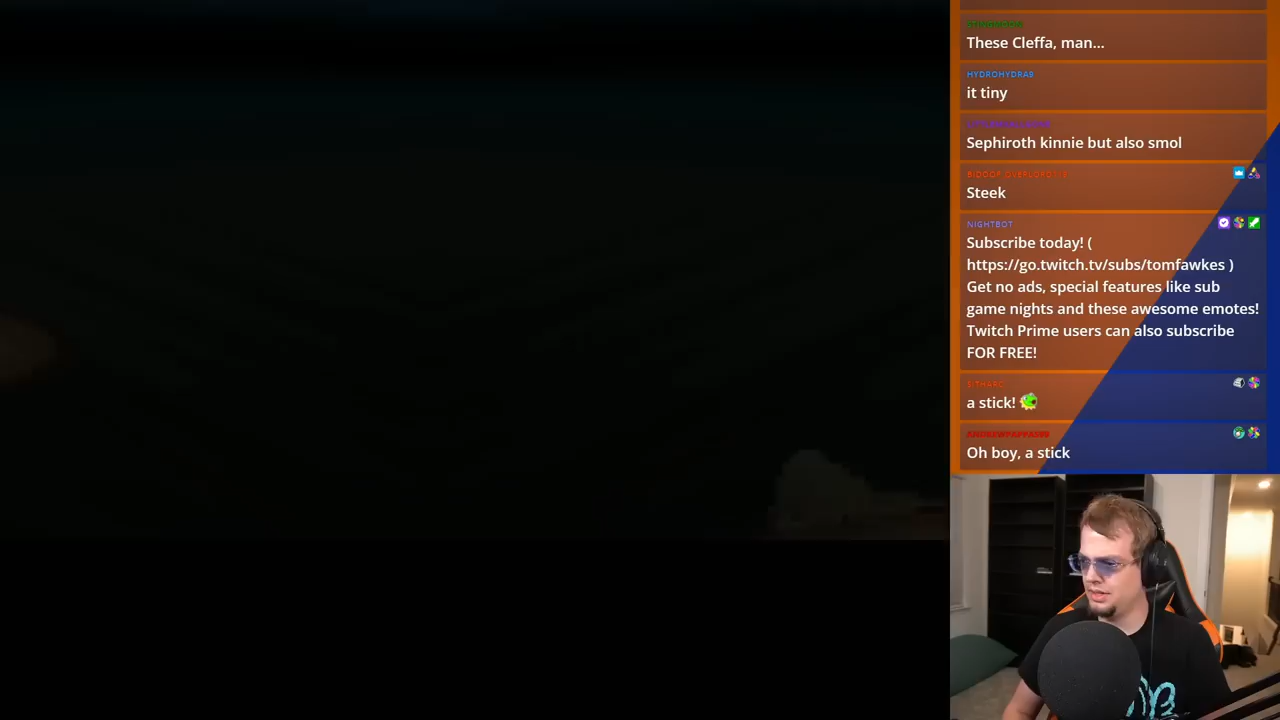 These Cleffa, man...
HYDROHYDRA9
it tiny
Sephiroth kinnie but also smol
Steek
NIGHTBOT
Subscribe today! (
https://go.twitch.tv/subs/tomfawkes )
Get no ads, special features like sub
game nights and these awesome emotes!
Twitch Prime users can also subscribe
FOR FREE!
SITHARC
a stick!
Oh boy, a stick